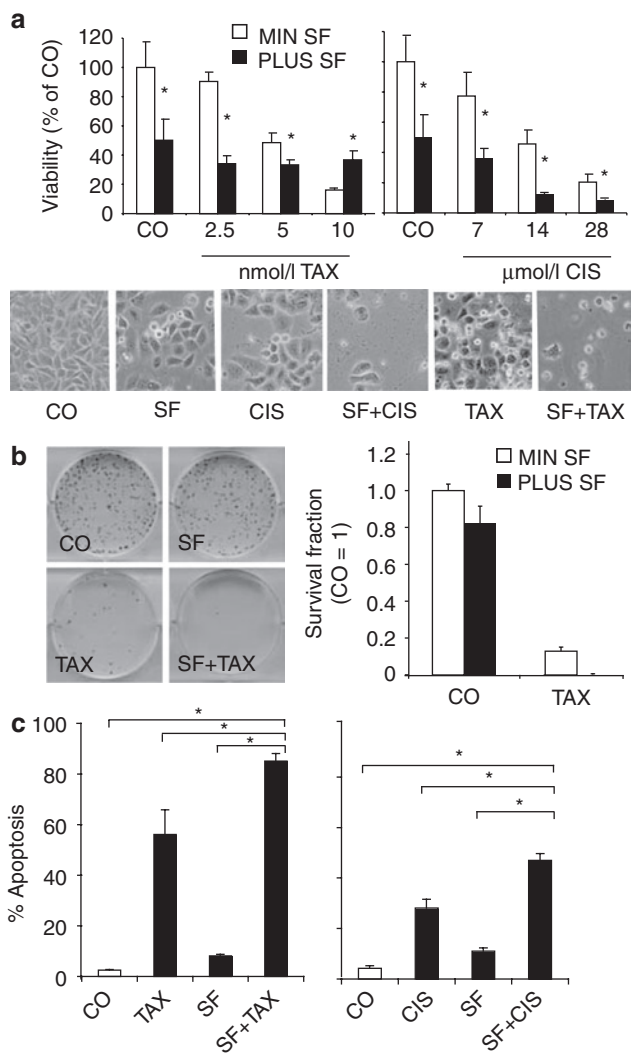 a
120
100
80
60
40
20
0
Viability (% of CO)
MIN SF
PLUS SF
* * * *
* * * *
CO 2.5 5 10
nmol/l TAX
CO 7 14 28
μmol/l CIS
CO SF CIS SF+CIS TAX SF+TAX
b
CO SF
TAX SF+TAX
Survival fraction
(CO = 1)
1.2
1.0
0.8
0.6
0.4
0.2
0
MIN SF
PLUS SF
CO TAX
c
% Apoptosis
100
80
60
40
20
0
*
*
*
CO TAX SF SF+TAX
*
*
*
CO CIS SF SF+CIS